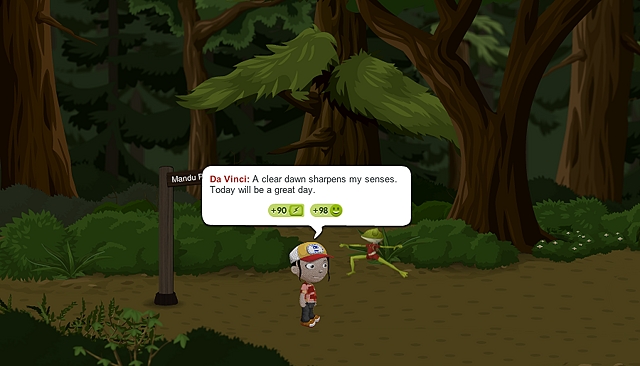 Mandu
Da Vinci: A clear dawn sharpens my senses.
Today will be a great day.
+90 +98